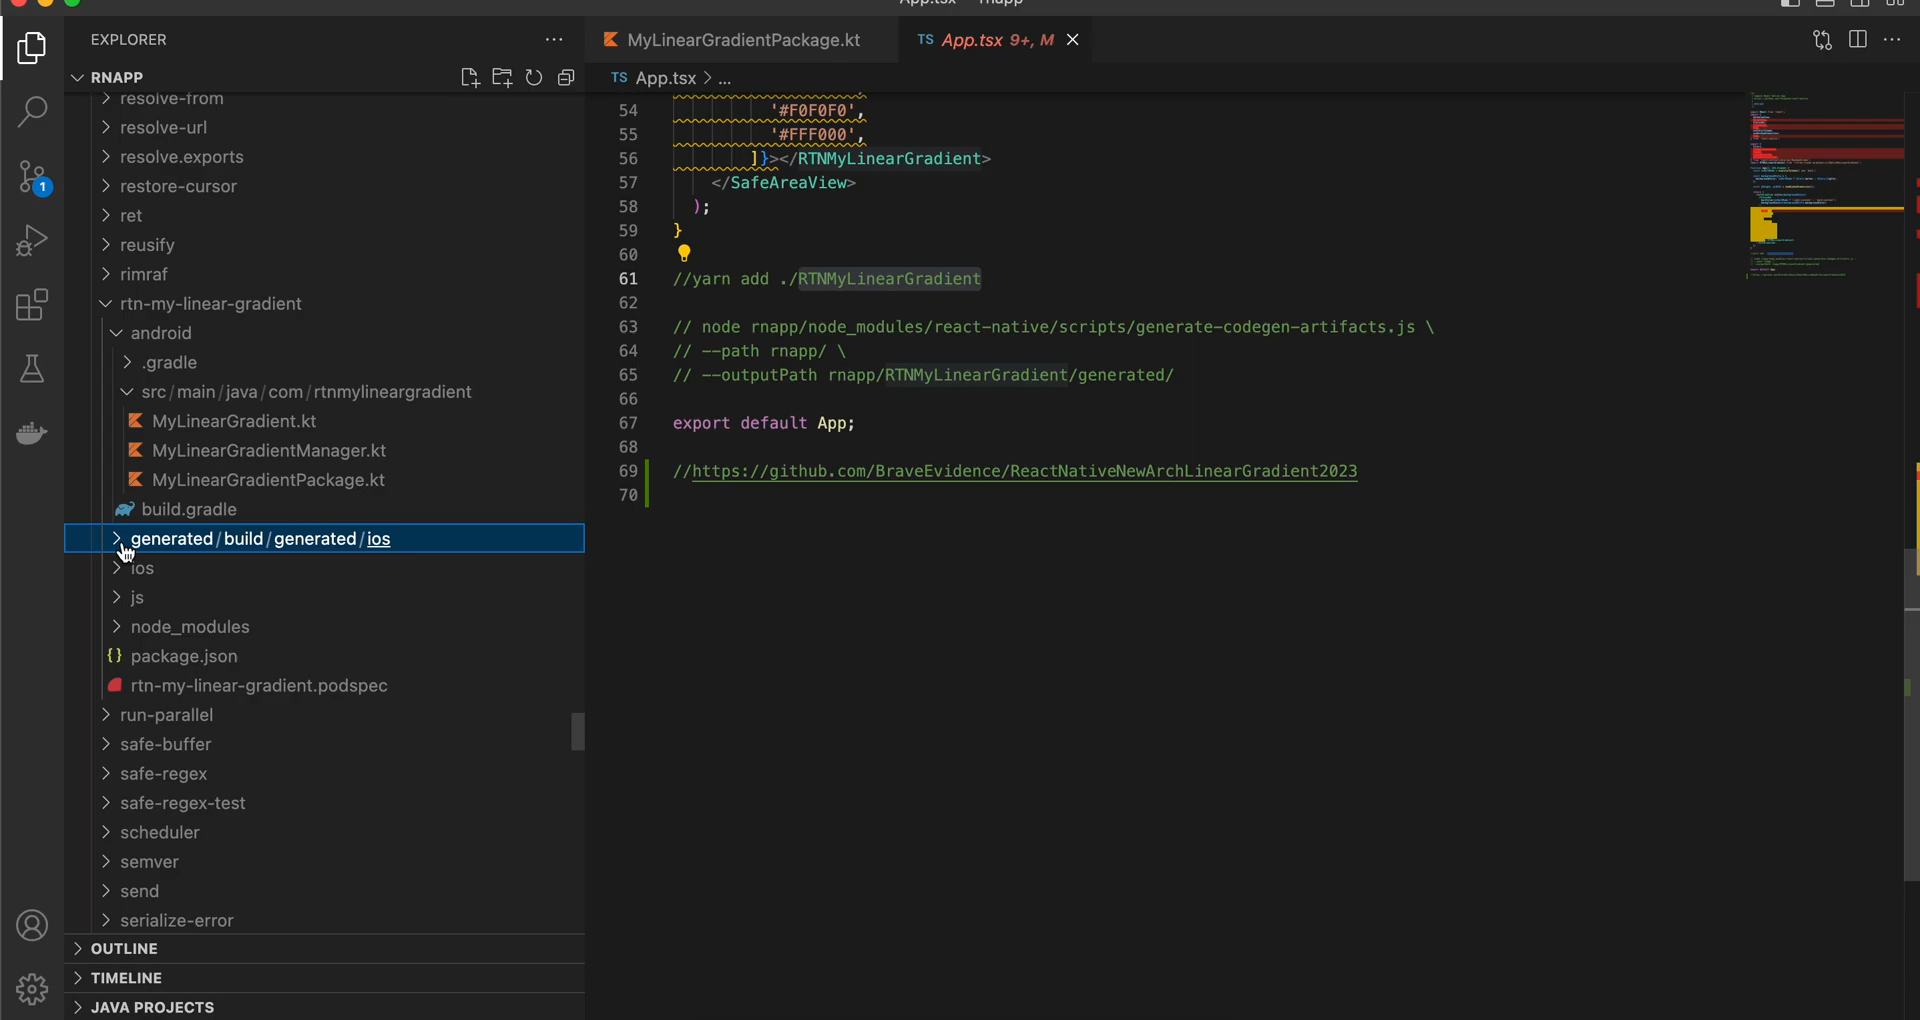 EXPLORER
RNAPP
resolve-from
resolve-url
resolve.exports
restore-cursor
ret
reusify
rimraf
rtn-my-linear-gradient
android
.gradle
src/main/java/com/rtnmylineargradient
MyLinearGradient.kt
MyLinearGradientManager.kt
MyLinearGradientPackage.kt
build.gradle
generated/build/generated/ios
ios
js
node_modules
{} package.json
rtn-my-linear-gradient.podspec
run-parallel
safe-buffer
safe-regex
safe-regex-test
scheduler
semver
send
serialize-error
OUTLINE
TIMELINE
JAVA PROJECTS
1
MyLinearGradientPackage.kt
TS App.tsx 9+, M
TS App.tsx > ...
54 '#F0F0F0',
55 '#FFF000',
56 ]}></RTNMyLinearGradient>
57 </SafeAreaView>
58 );
59 }
60
61 //yarn add ./RTNMyLinearGradient
62
63 // node rnapp/node_modules/react-native/scripts/generate-codegen-artifacts.js \
64 // --path rnapp/ \
65 // --outputPath rnapp/RTNMyLinearGradient/generated/
66
67 export default App;
68
69 //https://github.com/BraveEvidence/ReactNativeNewArchLinearGradient2023
70